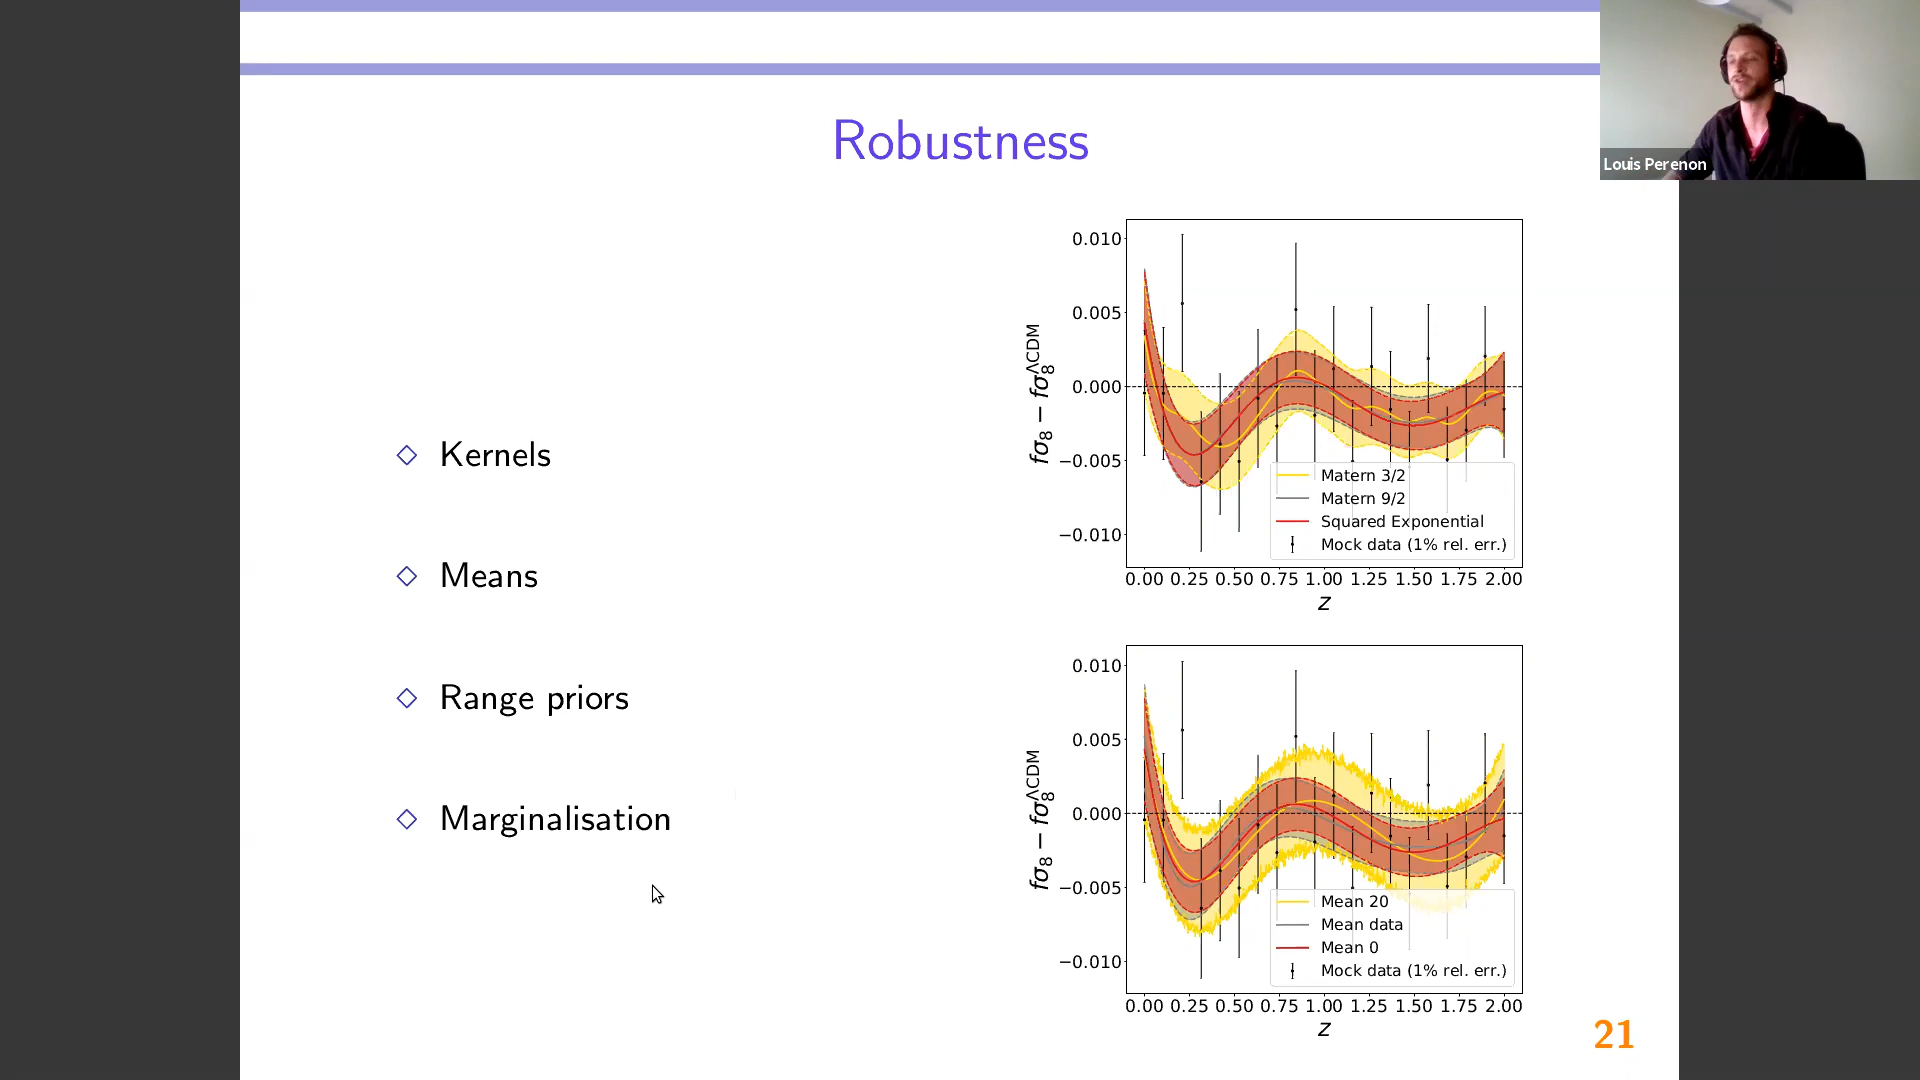 Louis Perenon
Robustness
Kernels
Means
Range priors
Marginalisation
0.010
0.005
0.000
−0.005
−0.010
fσ8 − fσ8^ΛCDM
Matern 3/2
Matern 9/2
Squared Exponential
Mock data (1% rel. err.)
0.00 0.25 0.50 0.75 1.00 1.25 1.50 1.75 2.00
z
0.010
0.005
0.000
−0.005
−0.010
fσ8 − fσ8^ΛCDM
Mean 20
Mean data
Mean 0
Mock data (1% rel. err.)
0.00 0.25 0.50 0.75 1.00 1.25 1.50 1.75 2.00
z
21